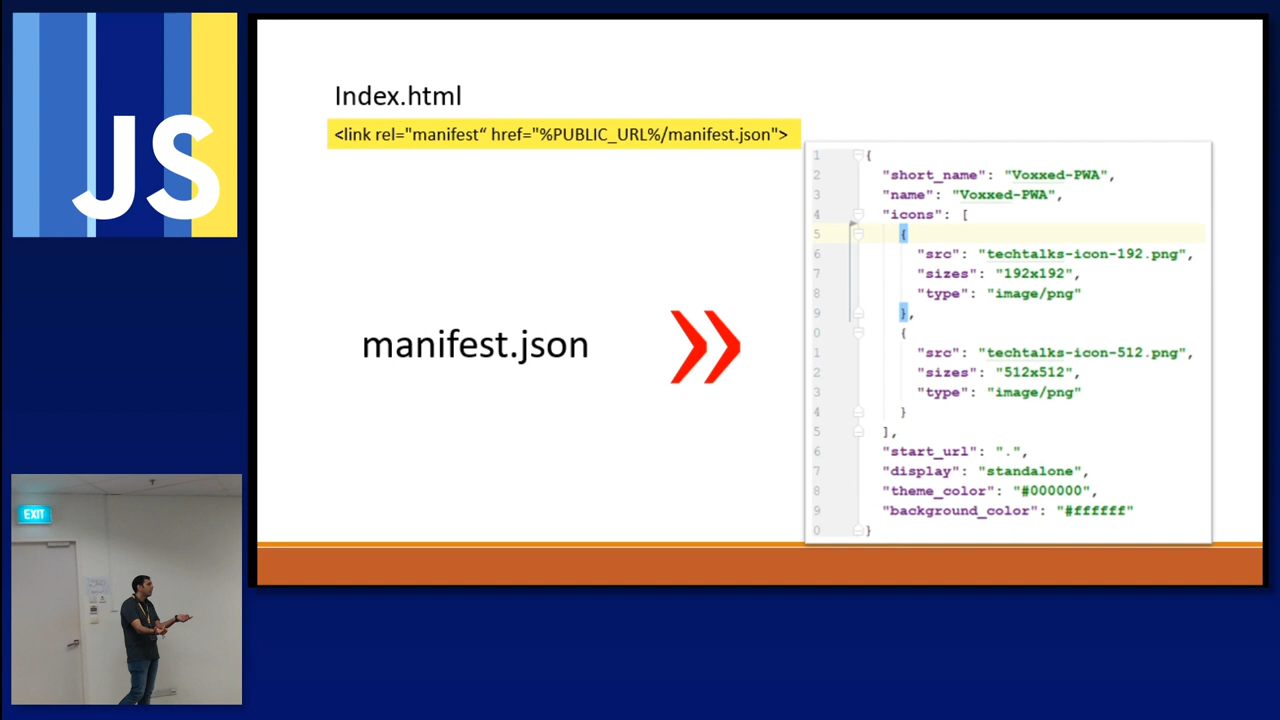 JS
Index.html
<link rel="manifest“ href="%PUBLIC_URL%/manifest.json">
manifest.json
1 {
2 "short_name": "Voxxed-PWA",
3 "name": "Voxxed-PWA",
4 "icons": [
5 {
6 "src": "techtalks-icon-192.png",
7 "sizes": "192x192",
8 "type": "image/png"
9 },
0 {
1 "src": "techtalks-icon-512.png",
2 "sizes": "512x512",
3 "type": "image/png"
4 }
5 ],
6 "start_url": ".",
7 "display": "standalone",
8 "theme_color": "#000000",
9 "background_color": "#ffffff"
0 }
EXIT